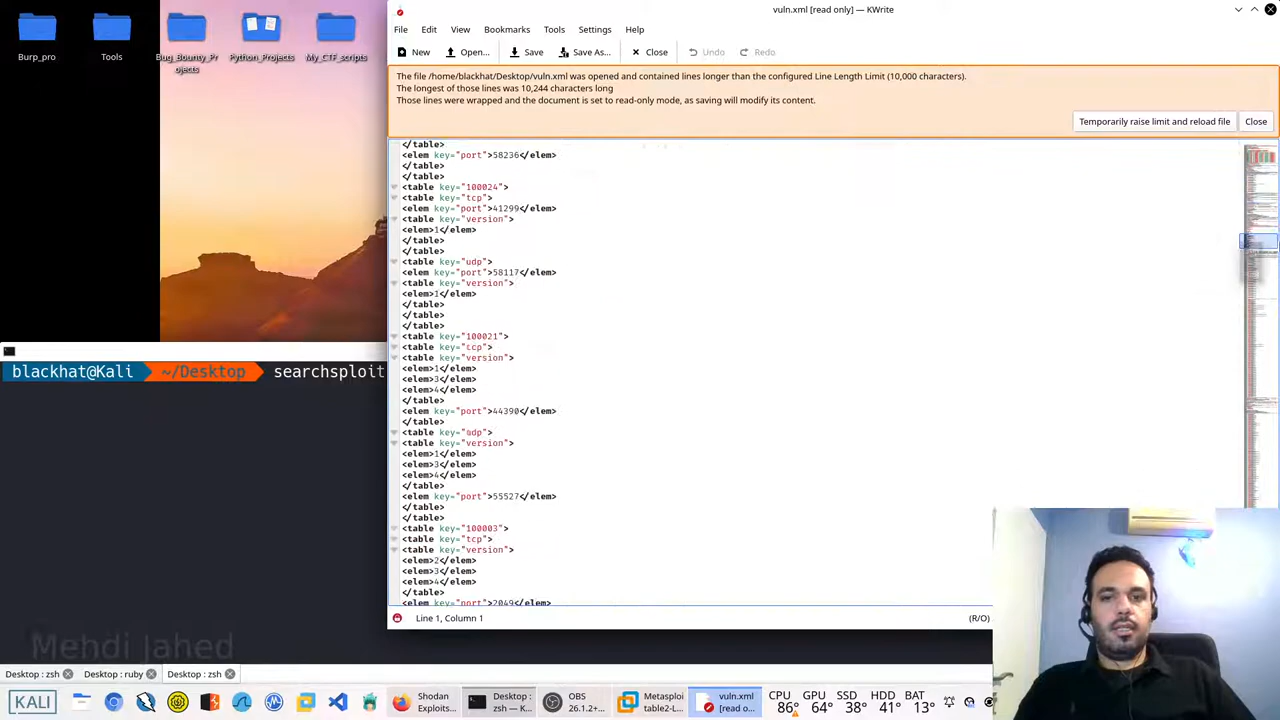 Burp_pro
Tools
Bug_Bounty_Pr
ojects
Python_Projects
My_CTF_scripts
vuln.xml [read only] — KWrite
File Edit View Bookmarks Tools Settings Help
New Open... Save Save As... Close Undo Redo
The file /home/blackhat/Desktop/vuln.xml was opened and contained lines longer than the configured Line Length Limit (10,000 characters).
The longest of those lines was 10,244 characters long
Those lines were wrapped and the document is set to read-only mode, as saving will modify its content.
Temporarily raise limit and reload file Close
</table>
<elem key="port">58236</elem>
</table>
</table>
<table key="100024">
<table key="tcp">
<elem key="port">41299</elem>
<table key="version">
<elem>1</elem>
</table>
</table>
<table key="udp">
<elem key="port">58117</elem>
<table key="version">
<elem>1</elem>
</table>
</table>
</table>
<table key="100021">
<table key="tcp">
<table key="version">
<elem>1</elem>
<elem>3</elem>
<elem>4</elem>
</table>
<elem key="port">44390</elem>
</table>
<table key="udp">
<table key="version">
<elem>1</elem>
<elem>3</elem>
<elem>4</elem>
</table>
<elem key="port">55527</elem>
</table>
</table>
<table key="100003">
<table key="tcp">
<table key="version">
<elem>2</elem>
<elem>3</elem>
<elem>4</elem>
</table>
<elem key="port">2049</elem>
Line 1, Column 1
(R/O)
blackhat@Kali ~/Desktop searchsploit
Mehdi Jahed
Desktop : zsh Desktop : ruby Desktop : zsh
KALI
Shodan
Exploits...
Desktop :
zsh — K...
OBS
26.1.2+...
Metasploi
table2-L...
vuln.xml
[read o...
CPU GPU SSD HDD BAT
86° 64° 38° 41° 13°